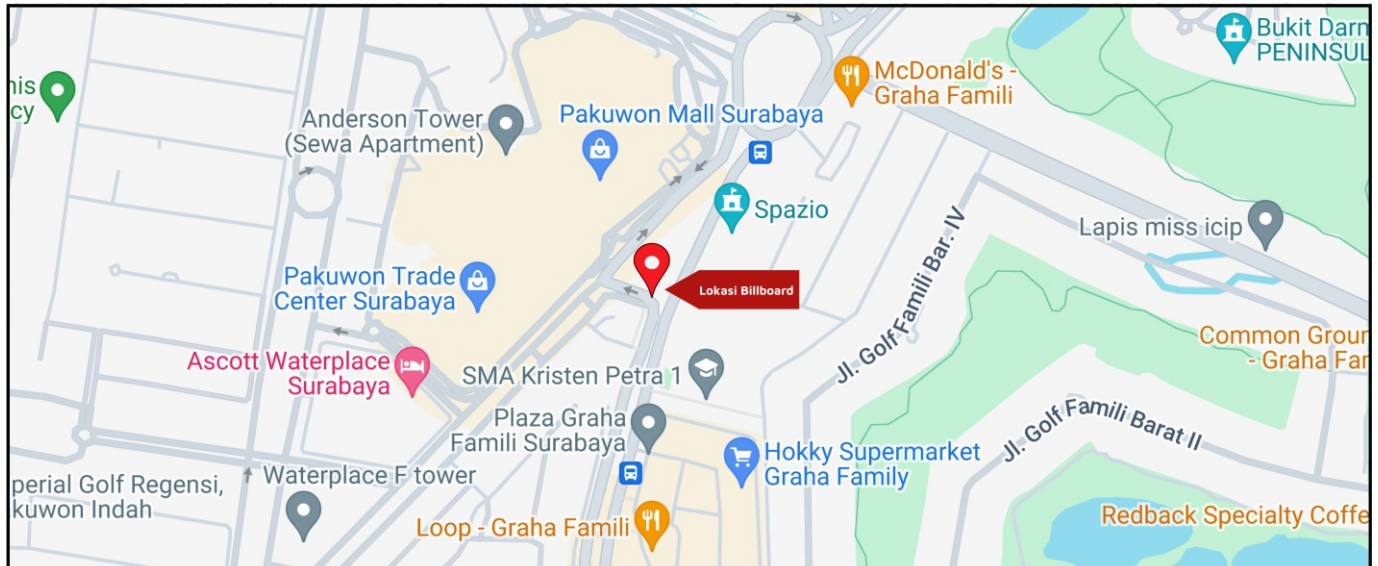 Bukit Darn
PENINSUL
McDonald's -
Graha Famili
nis
cy
Anderson Tower
(Sewa Apartment)
Pakuwon Mall Surabaya
Spazio
Lapis miss icip
Jl. Golf Famili Bar. IV
Pakuwon Trade
Center Surabaya
Lokasi Billboard
Common Groun
- Graha Far
Ascott Waterplace
Surabaya
SMA Kristen Petra 1
Plaza Graha
Famili Surabaya
Jl. Golf Famili Barat II
Hokky Supermarket
Graha Family
perial Golf Regensi,
kuwon Indah
Waterplace F tower
Loop - Graha Famili
Redback Specialty Coffe